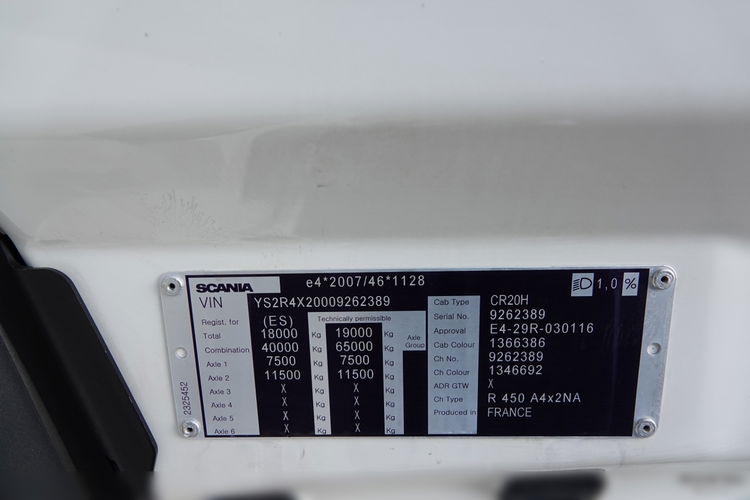 SCANIA e4*2007/46*1128 1,0 %
VIN YS2R4X20009262389
Regist. for (ES) Technically permissible
Total 18000 Kg 19000 Kg
Combination 40000 Kg 65000 Kg Axle Group
Axle 1 7500 Kg 7500 Kg
Axle 2 11500 Kg 11500 Kg
Axle 3 X Kg X Kg
Axle 4 X Kg X Kg
Axle 5 X Kg X Kg
Axle 6 X Kg X Kg
Cab Type CR20H
Serial No. 9262389
Approval E4-29R-030116
Cab Colour 1366386
Ch No. 9262389
Ch Colour 1346692
ADR GTW X
Ch Type R 450 A4x2NA
Produced in FRANCE
2325452